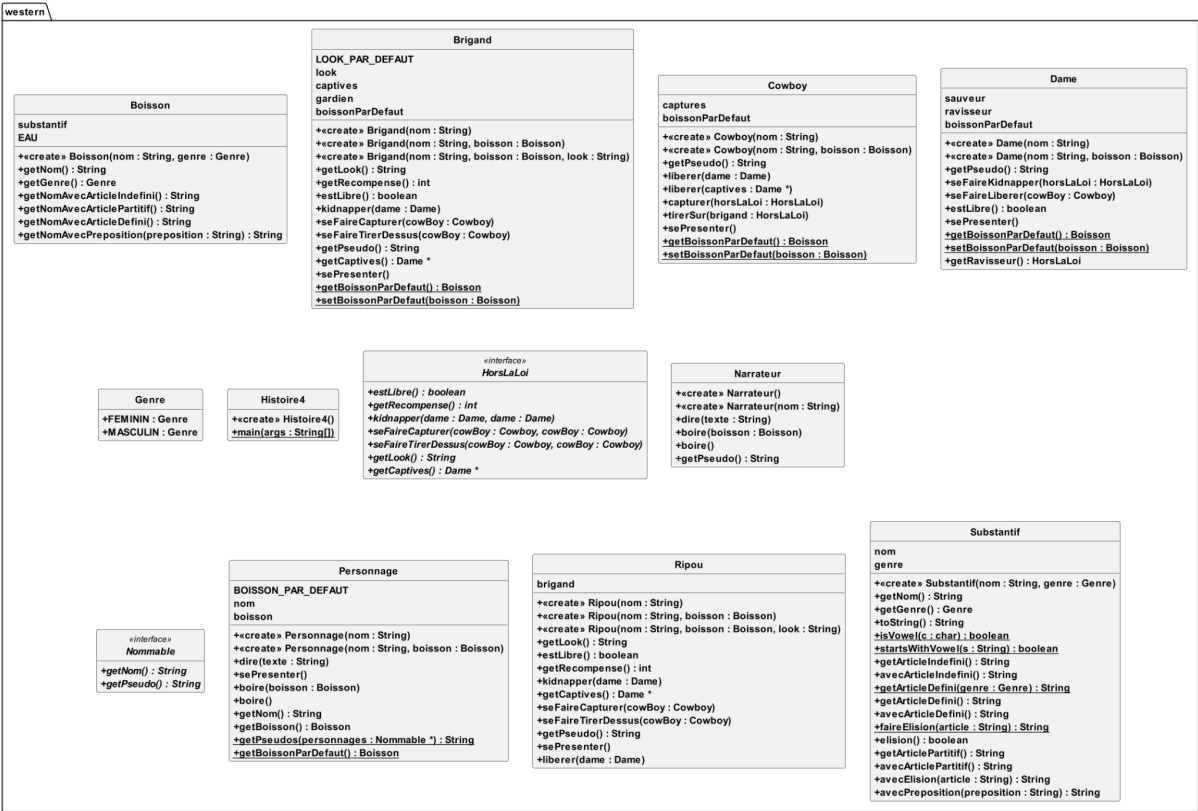 western
Boisson
substantif
EAU
+«create» Boisson(nom : String, genre : Genre)
+getNom() : String
+getGenre() : Genre
+getNomAvecArticleIndefini() : String
+getNomAvecArticlePartitif() : String
+getNomAvecArticleDefini() : String
+getNomAvecPreposition(preposition : String) : String
Brigand
LOOK_PAR_DEFAUT
look
captives
gardien
boissonParDefaut
+«create» Brigand(nom : String)
+«create» Brigand(nom : String, boisson : Boisson)
+«create» Brigand(nom : String, boisson : Boisson, look : String)
+getLook() : String
+getRecompense() : int
+estLibre() : boolean
+kidnapper(dame : Dame)
+seFaireCapturer(cowBoy : Cowboy)
+seFaireTirerDessus(cowBoy : Cowboy)
+getPseudo() : String
+getCaptives() : Dame *
+sePresenter()
+getBoissonParDefaut() : Boisson
+setBoissonParDefaut(boisson : Boisson)
Cowboy
captures
boissonParDefaut
+«create» Cowboy(nom : String)
+«create» Cowboy(nom : String, boisson : Boisson)
+getPseudo() : String
+liberer(dame : Dame)
+liberer(captives : Dame *)
+capturer(horsLaLoi : HorsLaLoi)
+tirerSur(brigand : HorsLaLoi)
+sePresenter()
+getBoissonParDefaut() : Boisson
+setBoissonParDefaut(boisson : Boisson)
Dame
sauveur
ravisseur
boissonParDefaut
+«create» Dame(nom : String)
+«create» Dame(nom : String, boisson : Boisson)
+getPseudo() : String
+seFaireKidnapper(horsLaLoi : HorsLaLoi)
+seFaireLiberer(cowBoy : Cowboy)
+estLibre() : boolean
+sePresenter()
+getBoissonParDefaut() : Boisson
+setBoissonParDefaut(boisson : Boisson)
+getRavisseur() : HorsLaLoi
Genre
+FEMININ : Genre
+MASCULIN : Genre
Histoire4
+«create» Histoire4()
+main(args : String[])
«interface»
HorsLaLoi
+estLibre() : boolean
+getRecompense() : int
+kidnapper(dame : Dame, dame : Dame)
+seFaireCapturer(cowBoy : Cowboy, cowBoy : Cowboy)
+seFaireTirerDessus(cowBoy : Cowboy, cowBoy : Cowboy)
+getLook() : String
+getCaptives() : Dame *
Narrateur
+«create» Narrateur()
+«create» Narrateur(nom : String)
+dire(texte : String)
+boire(boisson : Boisson)
+boire()
+getPseudo() : String
«interface»
Nommable
+getNom() : String
+getPseudo() : String
Personnage
BOISSON_PAR_DEFAUT
nom
boisson
+«create» Personnage(nom : String)
+«create» Personnage(nom : String, boisson : Boisson)
+dire(texte : String)
+sePresenter()
+boire(boisson : Boisson)
+boire()
+getNom() : String
+getBoisson() : Boisson
+getPseudos(personnages : Nommable *) : String
+getBoissonParDefaut() : Boisson
Ripou
brigand
+«create» Ripou(nom : String)
+«create» Ripou(nom : String, boisson : Boisson)
+«create» Ripou(nom : String, boisson : Boisson, look : String)
+getLook() : String
+estLibre() : boolean
+getRecompense() : int
+kidnapper(dame : Dame)
+getCaptives() : Dame *
+seFaireCapturer(cowBoy : Cowboy)
+seFaireTirerDessus(cowBoy : Cowboy)
+getPseudo() : String
+sePresenter()
+liberer(dame : Dame)
Substantif
nom
genre
+«create» Substantif(nom : String, genre : Genre)
+getNom() : String
+getGenre() : Genre
+toString() : String
+isVowel(c : char) : boolean
+startsWithVowel(s : String) : boolean
+getArticleIndefini() : String
+avecArticleIndefini() : String
+getArticleDefini(genre : Genre) : String
+getArticleDefini() : String
+avecArticleDefini() : String
+faireElision(article : String) : String
+elision() : boolean
+getArticlePartitif() : String
+avecArticlePartitif() : String
+avecElision(article : String) : String
+avecPreposition(preposition : String) : String